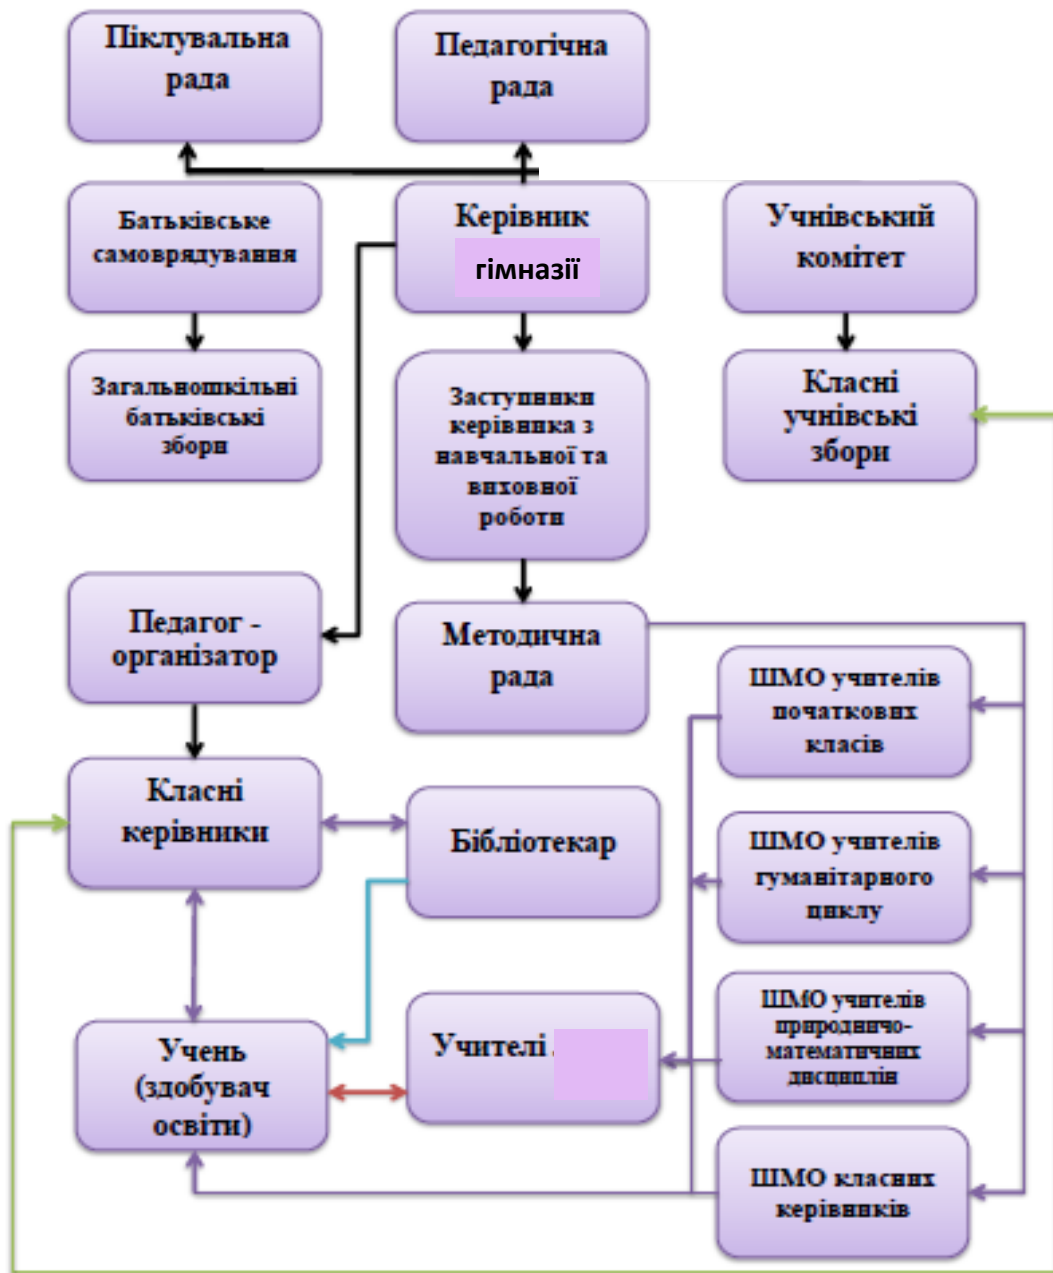 Піклувальна
рада
Педагогічна
рада
Батьківське
самоврядування
Керівник
гімназії
Учнівський
комітет
Загальношкільні
батьківські
збори
Заступники
керівника з
навчальної та
виховної
роботи
Класні
учнівські
збори
Педагог -
організатор
Методична
рада
ШМО учителів
початкових
класів
Класні
керівники
Бібліотекар
ШМО учителів
гуманітарного
циклу
Учень
(здобувач
освіти)
Учителі
ШМО учителів
природничо-
математичних
дисциплін
ШМО класних
керівників